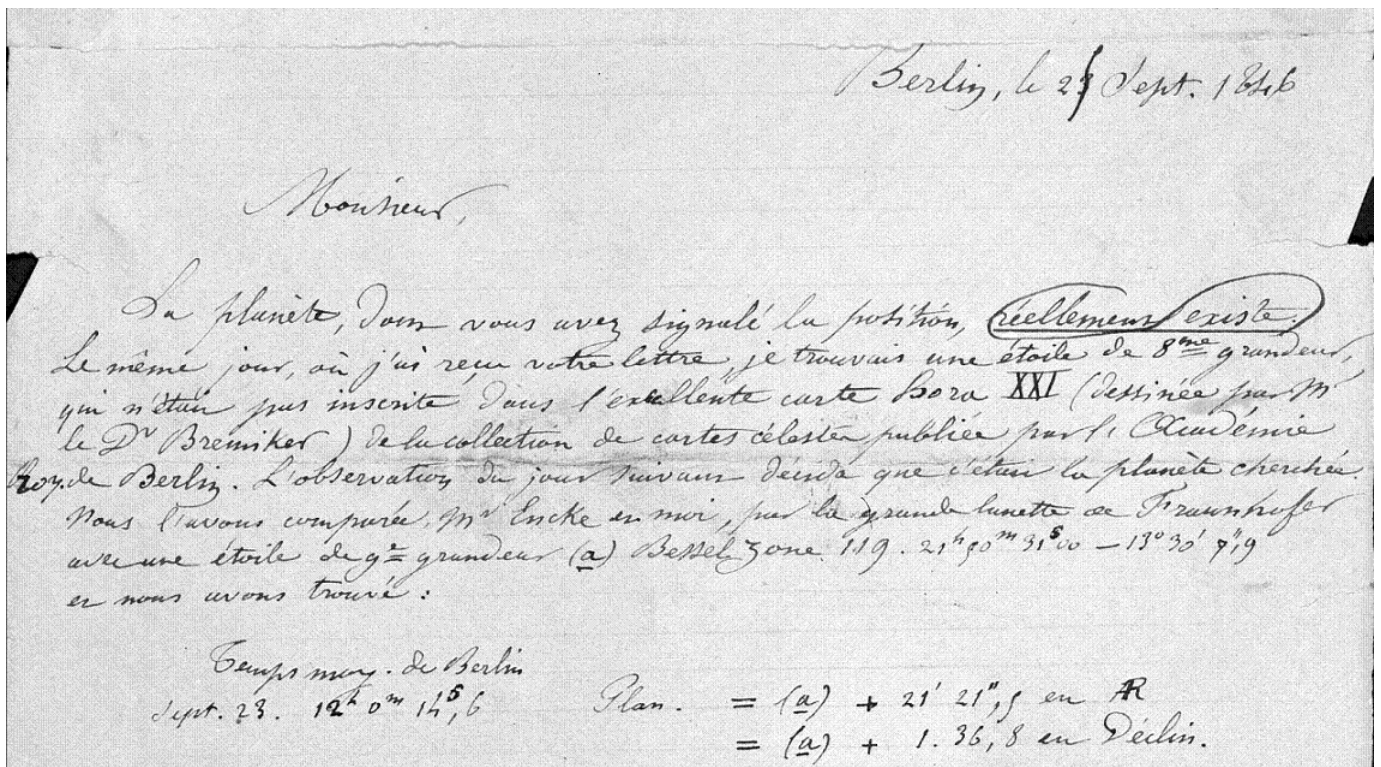 Berlin, le 25 Sept. 1846
Monsieur,
La planète, dont vous avez signalé la position, réellement existe.
Le même jour, où j'ai reçu votre lettre, je trouvais une étoile de 8me grandeur,
qui n'était pas inscrite dans l'excellente carte Hora XXI (dessinée par Mr
le Dr Bremiker) de la collection de cartes célestes publiée par l'Académie
Roy. de Berlin. L'observation du jour suivant décida que c'était la planète cherchée.
Nous l'avons comparée, Mr Encke et moi, par la grande lunette de Fraunhofer
avec une étoile de 9e grandeur (a) Bessel Zone 119. 21h 50m 31s00 – 13° 30' 7",9
et nous avons trouvé :
Temps moy. de Berlin
Sept. 23. 12h 0m 14s,6 Plan. = (a) + 21' 21",5 en AR
= (a) + 1. 36,8 en Déclin.